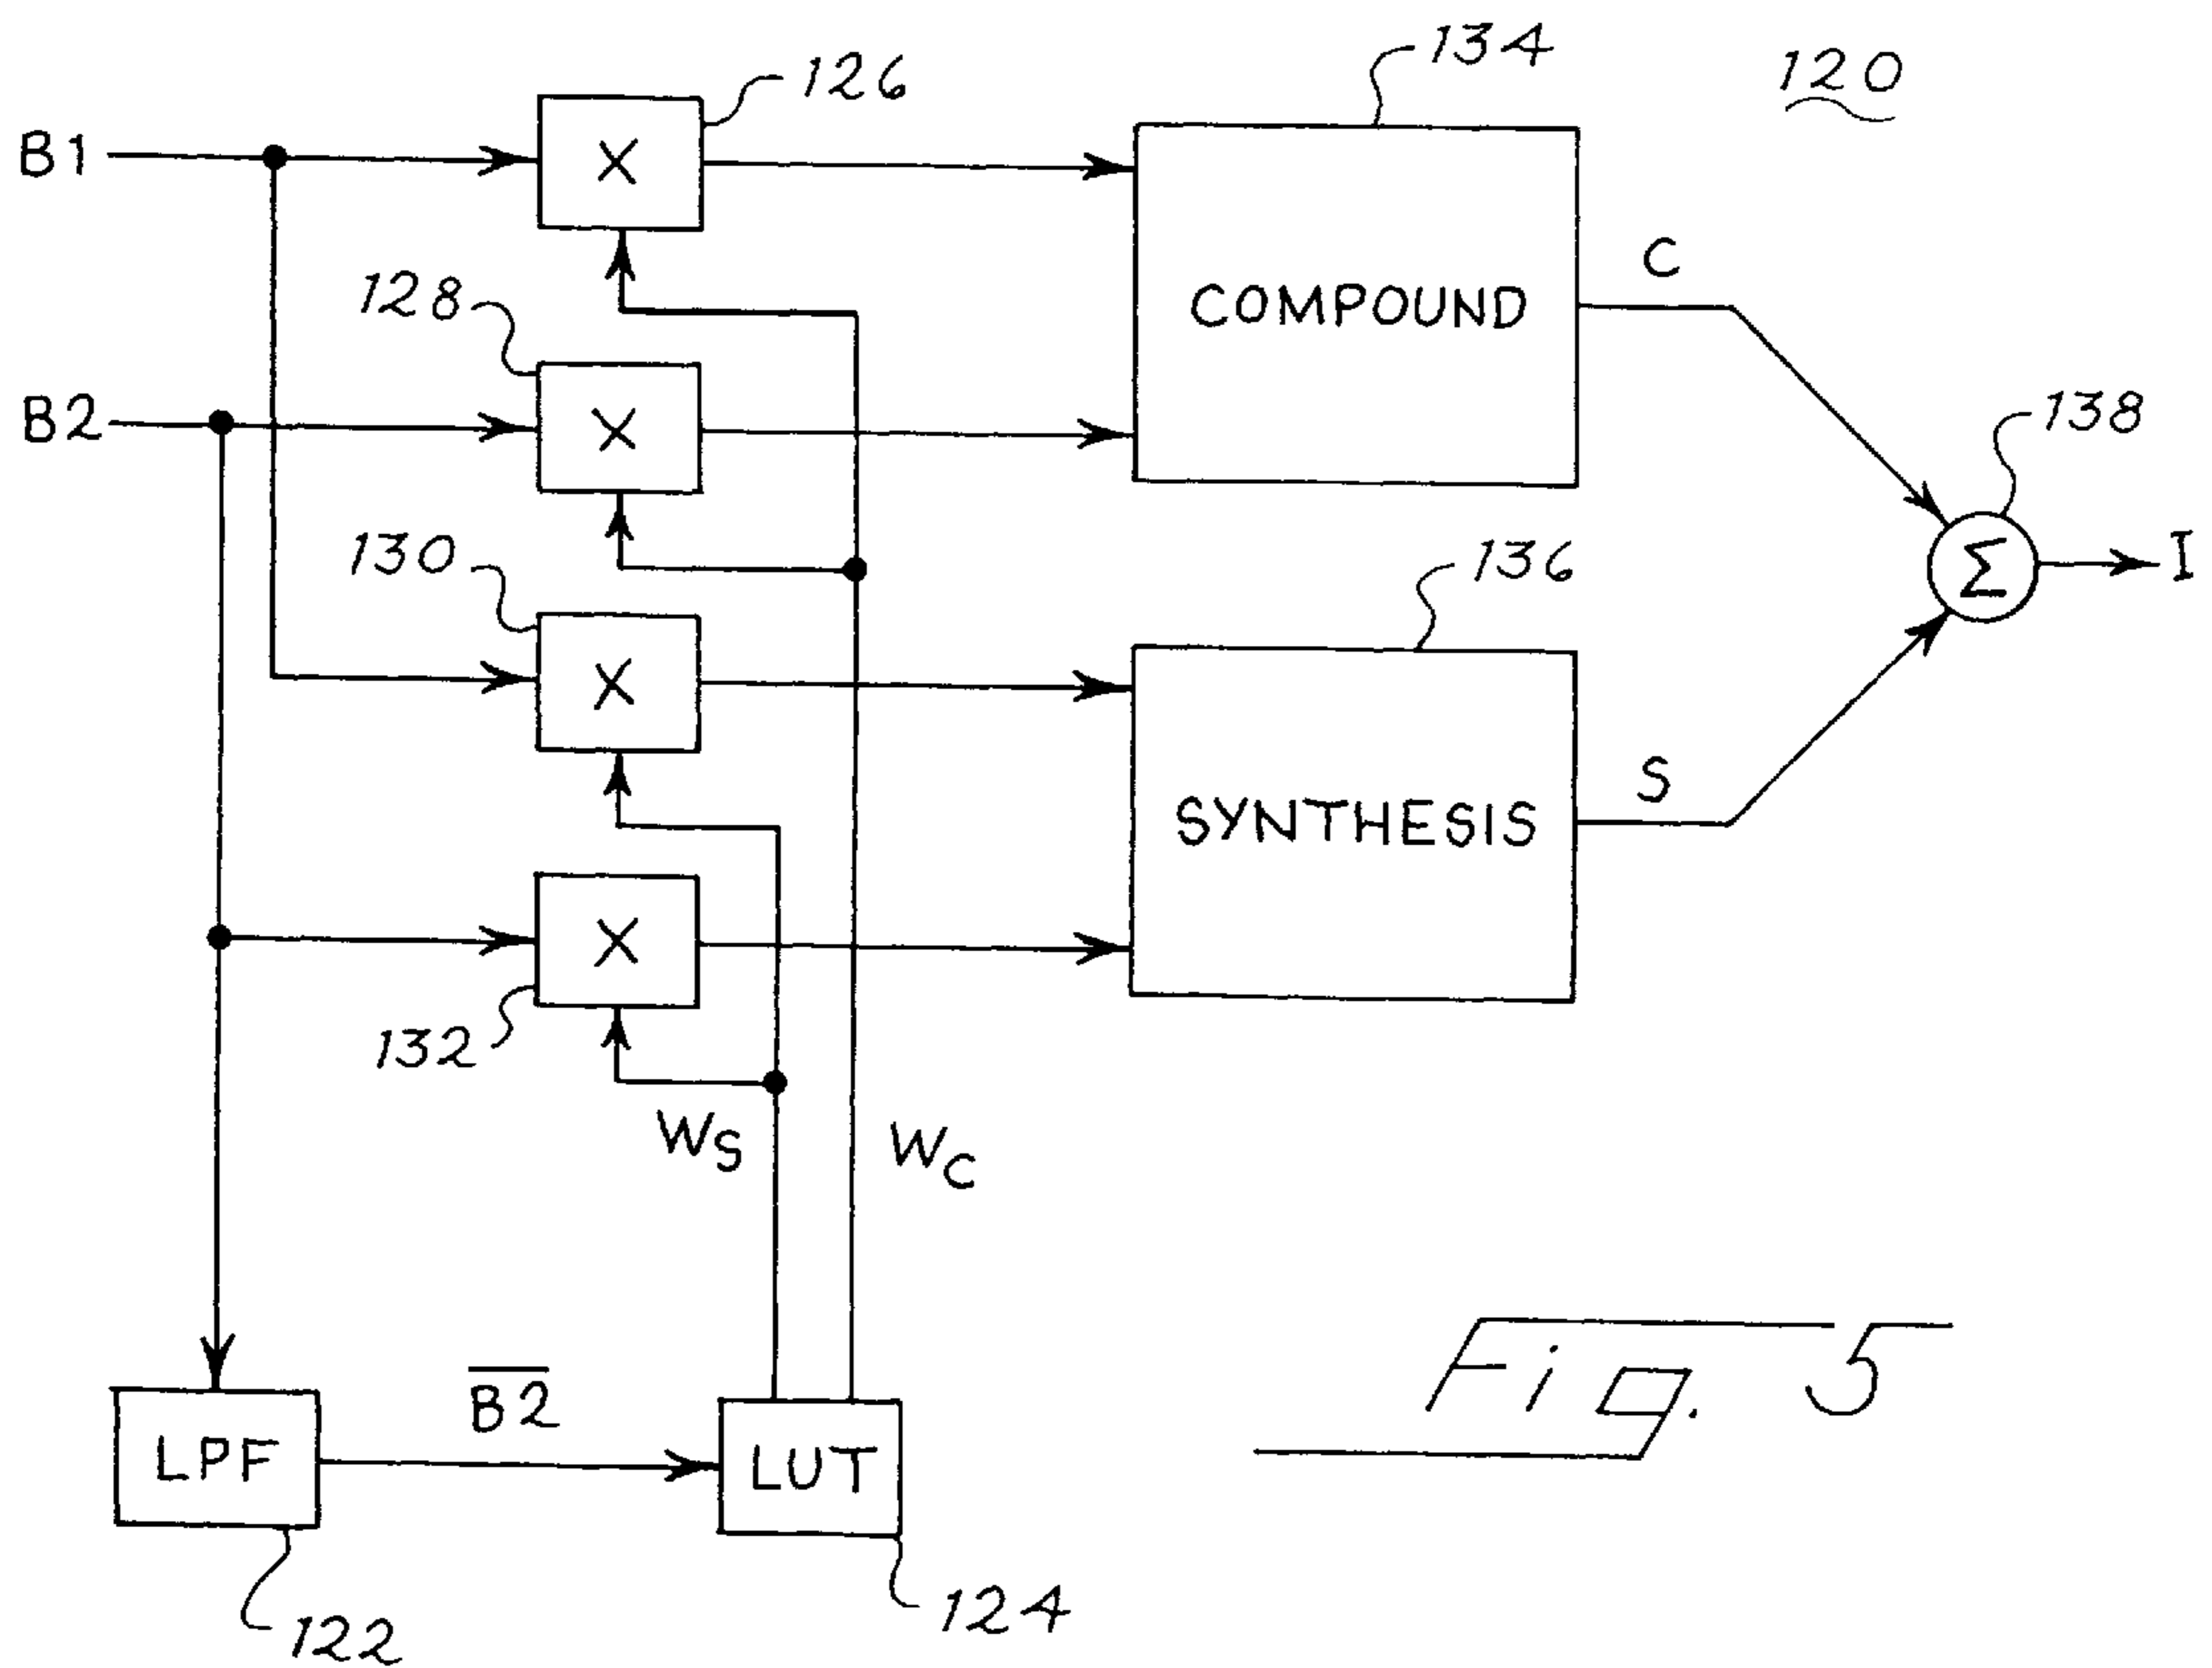 134
120
126
B1
X
C
COMPOUND
128
B2
X
138
130
136
Σ
I
X
S
SYNTHESIS
X
132
WS
WC
B2
LPF
LUT
Fig. 5
124
122